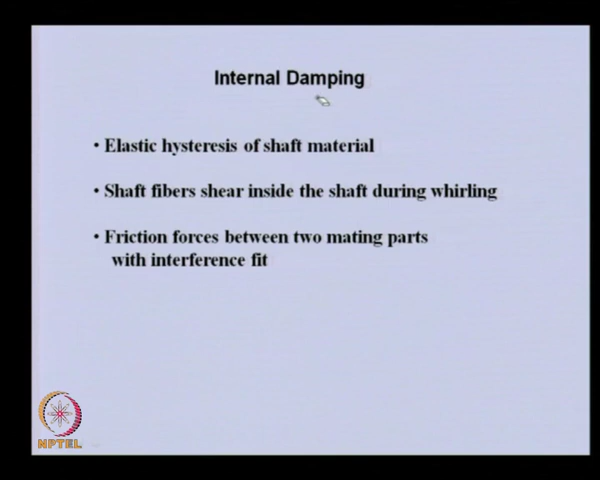 Internal Damping
• Elastic hysteresis of shaft material
• Shaft fibers shear inside the shaft during whirling
• Friction forces between two mating parts
with interference fit
NPTEL